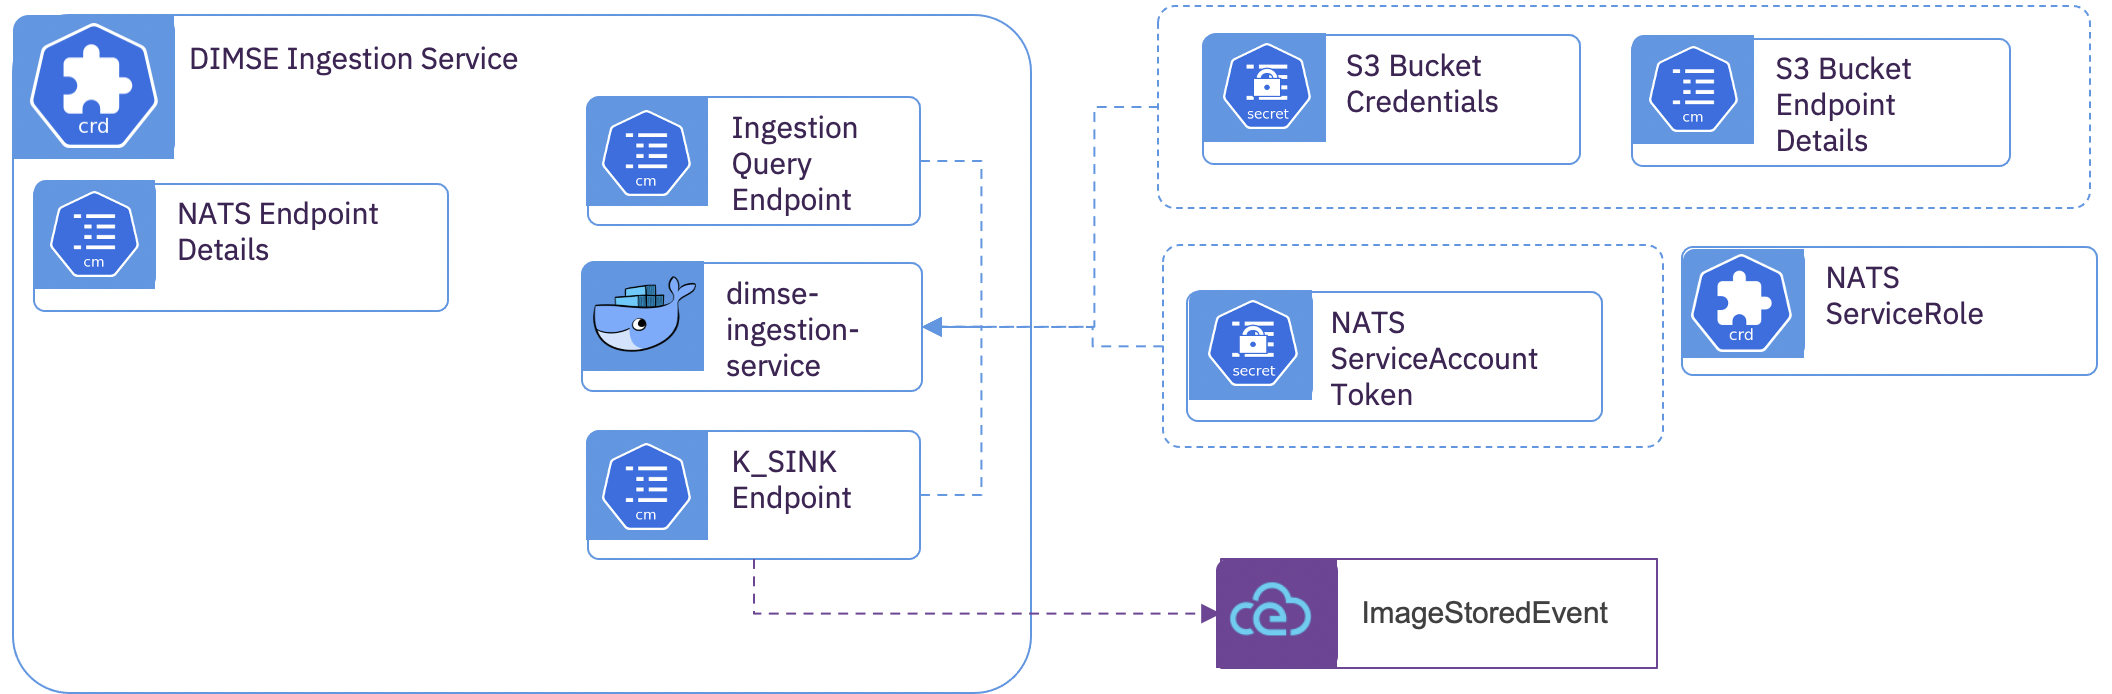 DIMSE Ingestion Service
crd
NATS Endpoint
Details
cm
Ingestion
Query
Endpoint
cm
dimse-
ingestion-
service
K_SINK
Endpoint
cm
S3 Bucket
Credentials
secret
S3 Bucket
Endpoint
Details
cm
NATS
ServiceAccount
Token
secret
NATS
ServiceRole
crd
ImageStoredEvent